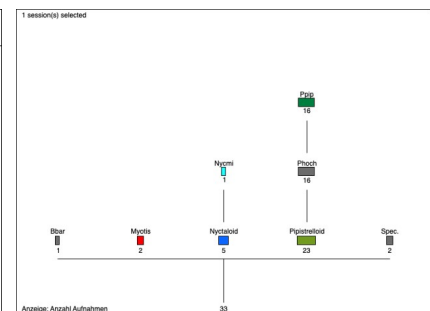 1 session(s) selected
Ppip
16
Nycmi
1
Phoch
16
Bbar
1
Myotis
2
Nyctaloid
5
Pipistrelloid
23
Spec.
2
Anzeige: Anzahl Aufnahmen
33